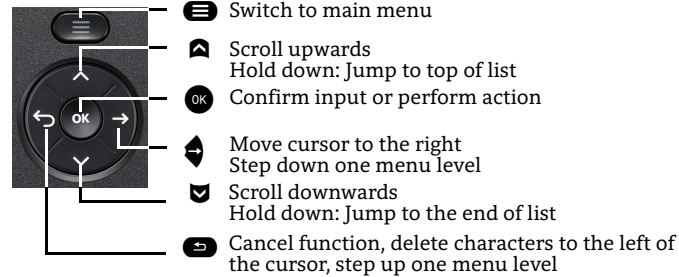 Switch to main menu
Scroll upwards
Hold down: Jump to top of list
OK
Confirm input or perform action
OK
Move cursor to the right
Step down one menu level
Scroll downwards
Hold down: Jump to the end of list
Cancel function, delete characters to the left of
the cursor, step up one menu level